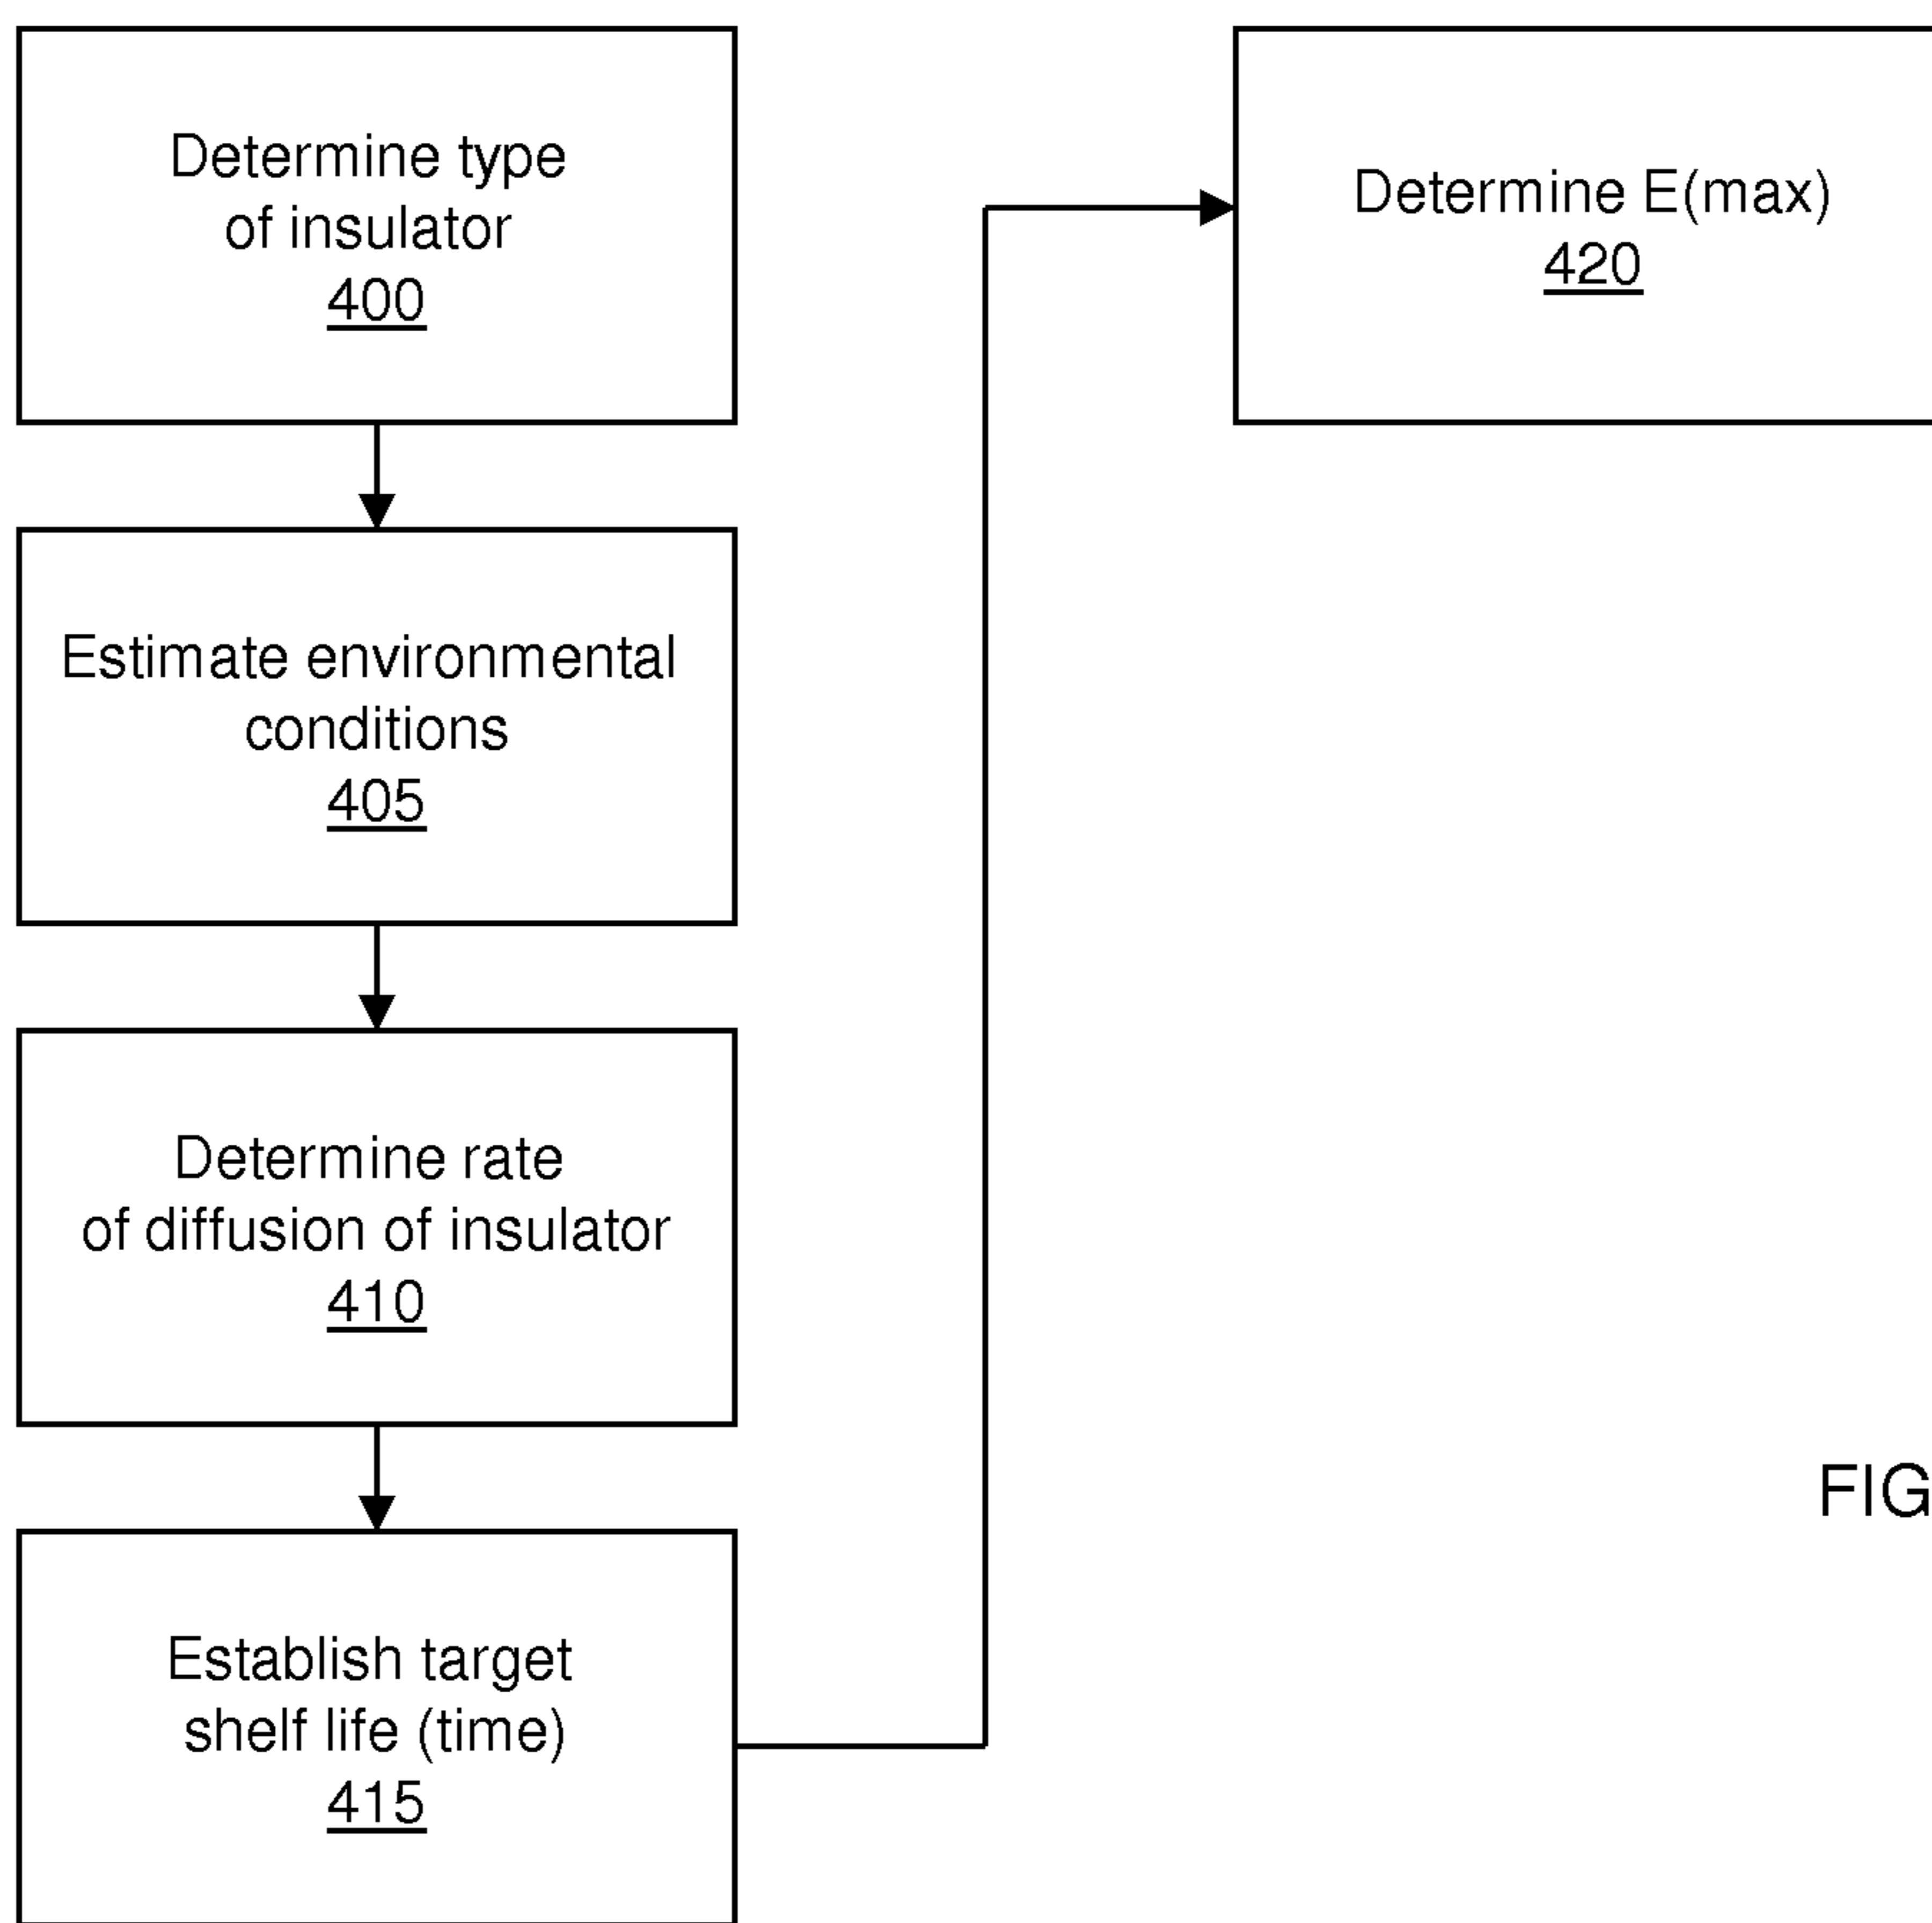 Determine type
of insulator
400
Estimate environmental
conditions
405
Determine rate
of diffusion of insulator
410
Establish target
shelf life (time)
415
Determine E(max)
420
FIG